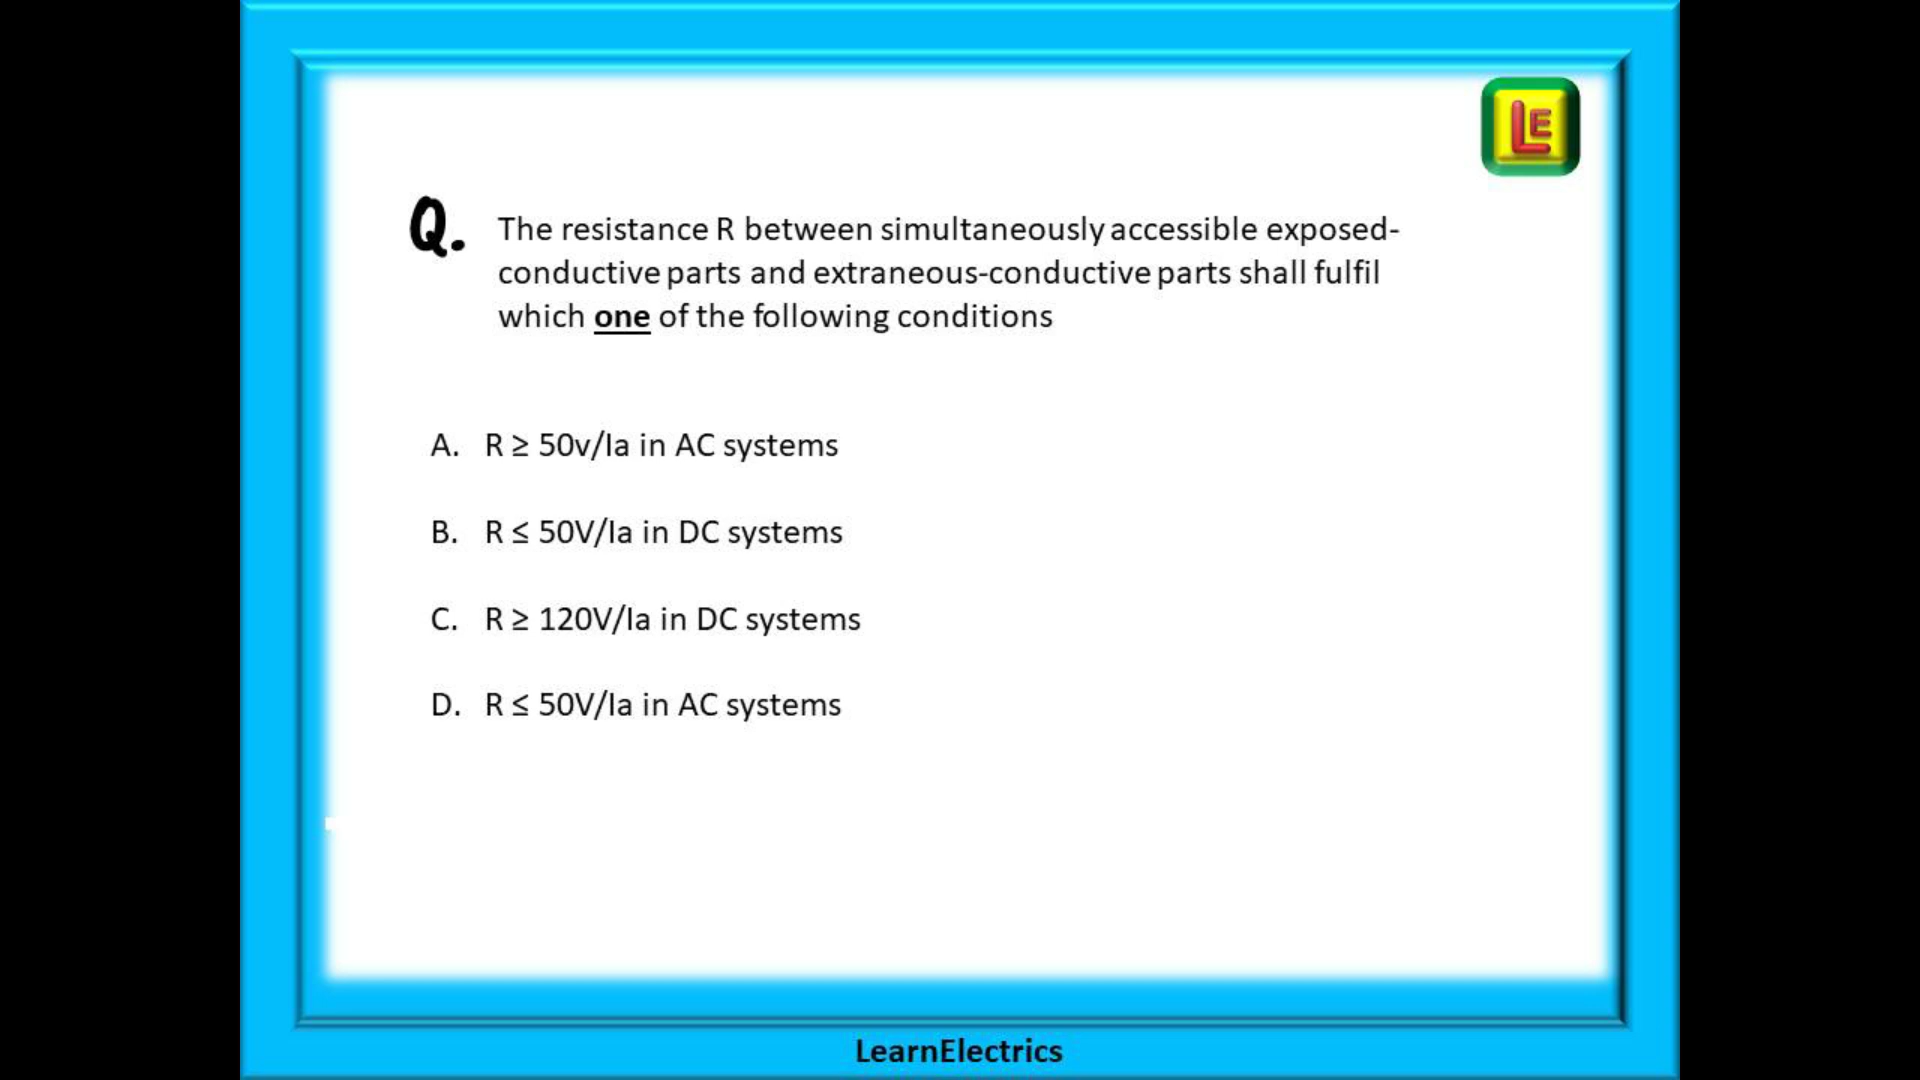 LE
Q. The resistance R between simultaneously accessible exposed-
conductive parts and extraneous-conductive parts shall fulfil
which one of the following conditions
A. R ≥ 50v/Ia in AC systems
B. R ≤ 50V/Ia in DC systems
C. R ≥ 120V/Ia in DC systems
D. R ≤ 50V/Ia in AC systems
LearnElectrics